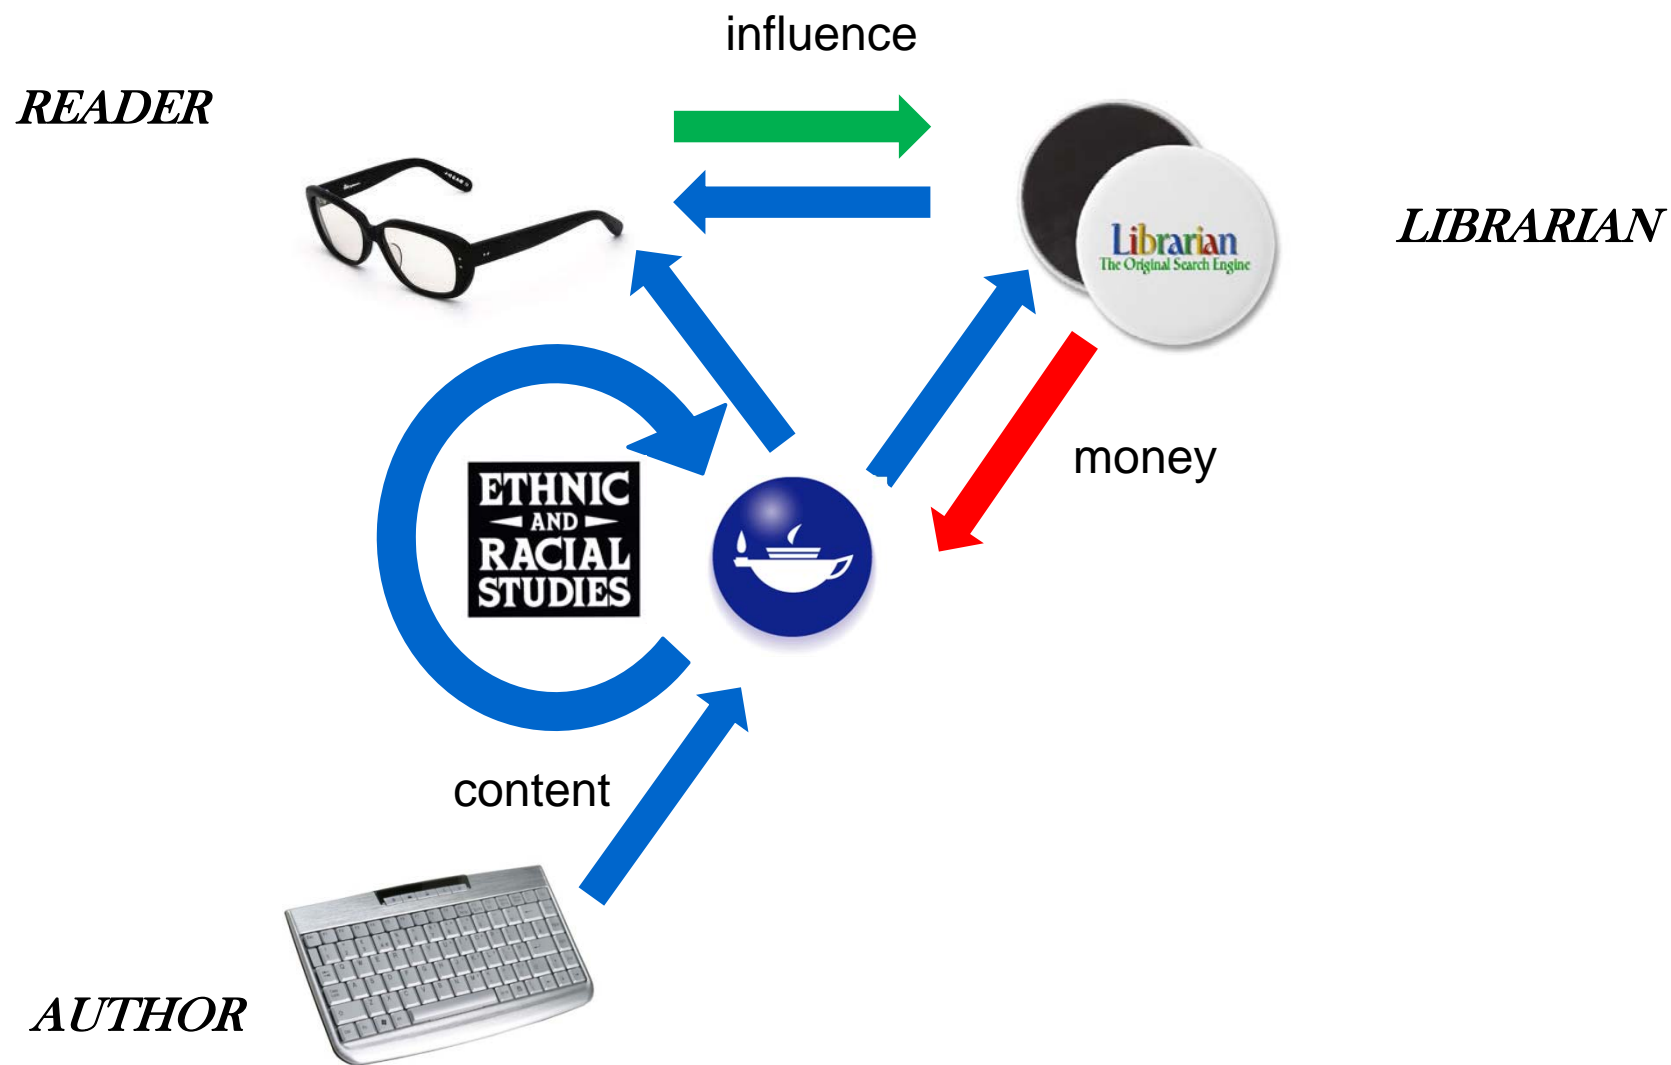 influence
READER
LIBRARIAN
Librarian
The Original Search Engine
money
ETHNIC
AND
RACIAL
STUDIES
content
AUTHOR